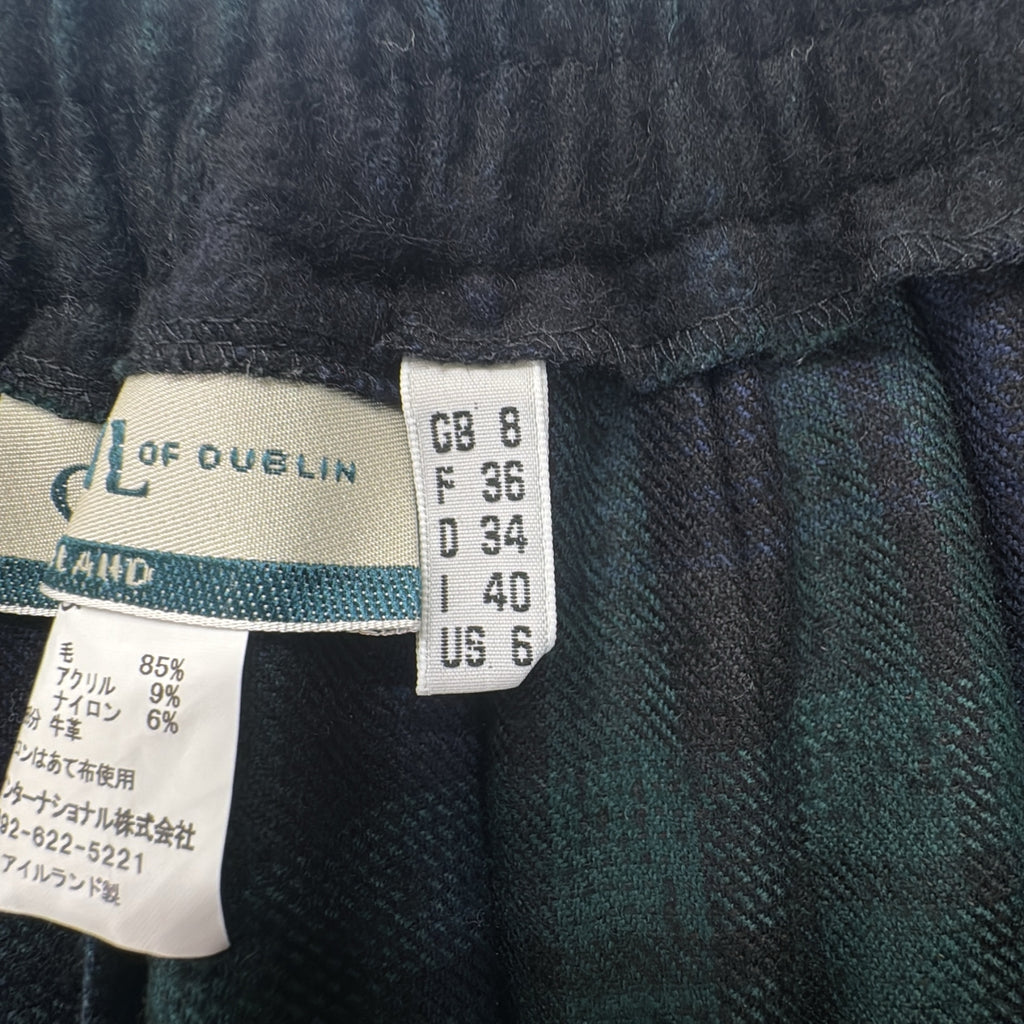 OF DUBLIN
GB 8
F 36
D 34
I 40
US 6
毛 85%
アクリル 9%
ナイロン 6%
牛革
はあて布使用
ターナショナル株式会社
82-622-5221
アイルランド製